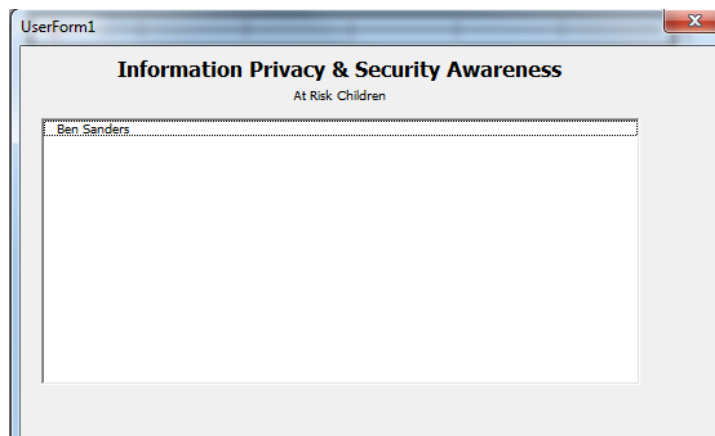 UserForm1
Information Privacy & Security Awareness
At Risk Children
Ben Sanders